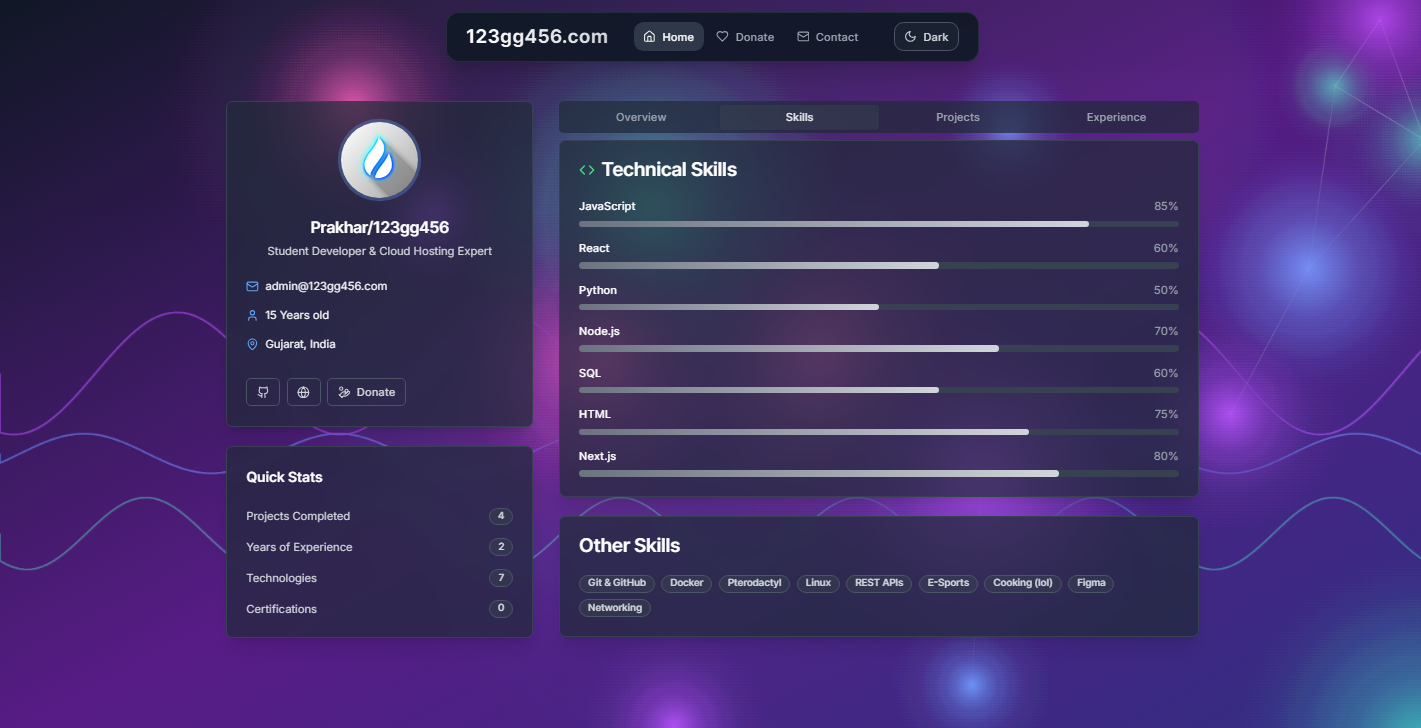 123gg456.com Home Donate Contact Dark
Prakhar/123gg456
Student Developer & Cloud Hosting Expert
admin@123gg456.com
15 Years old
Gujarat, India
Donate
Quick Stats
Projects Completed 4
Years of Experience 2
Technologies 7
Certifications 0
Overview Skills Projects Experience
Technical Skills
JavaScript 85%
React 60%
Python 50%
Node.js 70%
SQL 60%
HTML 75%
Next.js 80%
Other Skills
Git & GitHub Docker Pterodactyl Linux REST APIs E-Sports Cooking (lol) Figma
Networking